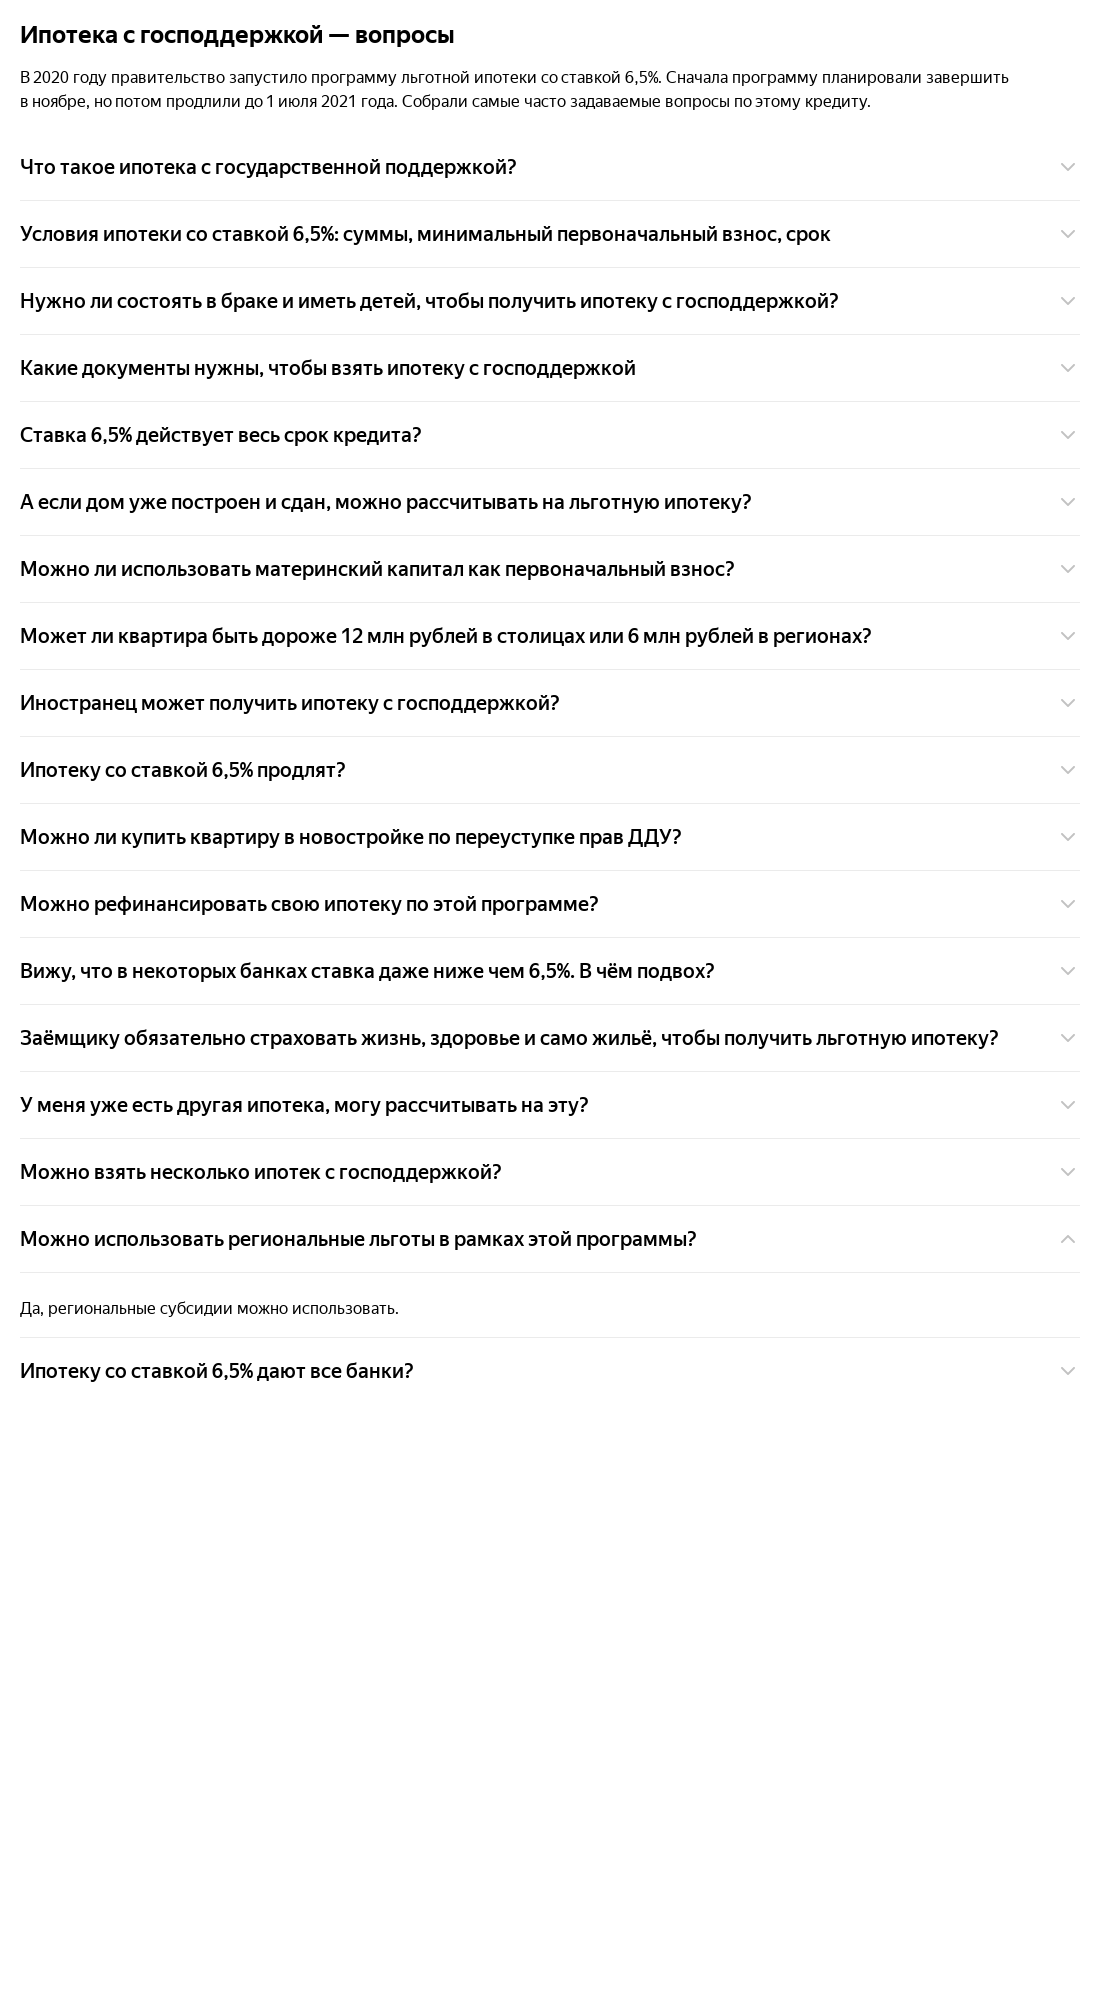 Ипотека с господдержкой — вопросы
В 2020 году правительство запустило программу льготной ипотеки со ставкой 6,5%. Сначала программу планировали завершить
в ноябре, но потом продлили до 1 июля 2021 года. Собрали самые часто задаваемые вопросы по этому кредиту.
Что такое ипотека с государственной поддержкой?
Условия ипотеки со ставкой 6,5%: суммы, минимальный первоначальный взнос, срок
Нужно ли состоять в браке и иметь детей, чтобы получить ипотеку с господдержкой?
Какие документы нужны, чтобы взять ипотеку с господдержкой
Ставка 6,5% действует весь срок кредита?
А если дом уже построен и сдан, можно рассчитывать на льготную ипотеку?
Можно ли использовать материнский капитал как первоначальный взнос?
Может ли квартира быть дороже 12 млн рублей в столицах или 6 млн рублей в регионах?
Иностранец может получить ипотеку с господдержкой?
Ипотеку со ставкой 6,5% продлят?
Можно ли купить квартиру в новостройке по переуступке прав ДДУ?
Можно рефинансировать свою ипотеку по этой программе?
Вижу, что в некоторых банках ставка даже ниже чем 6,5%. В чём подвох?
Заёмщику обязательно страховать жизнь, здоровье и само жильё, чтобы получить льготную ипотеку?
У меня уже есть другая ипотека, могу рассчитывать на эту?
Можно взять несколько ипотек с господдержкой?
Можно использовать региональные льготы в рамках этой программы?
Да, региональные субсидии можно использовать.
Ипотеку со ставкой 6,5% дают все банки?